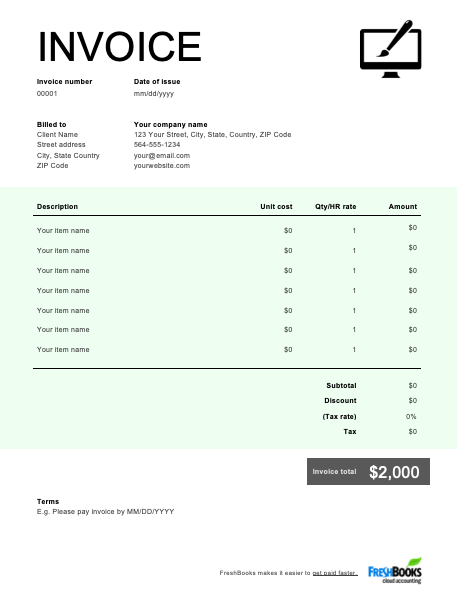 INVOICE
Invoice number Date of issue
00001 mm/dd/yyyy
Billed to Your company name
Client Name 123 Your Street, City, State, Country, ZIP Code
Street address 564-555-1234
City, State Country your@email.com
ZIP Code yourwebsite.com
Description Unit cost Qty/HR rate Amount
Your item name $0 1 $0
Your item name $0 1 $0
Your item name $0 1 $0
Your item name $0 1 $0
Your item name $0 1 $0
Your item name $0 1 $0
Your item name $0 1 $0
Subtotal $0
Discount $0
(Tax rate) 0%
Tax $0
Invoice total $2,000
Terms
E.g. Please pay invoice by MM/DD/YYYY
FreshBooks makes it easier to get paid faster.
FRESHBOOKS
cloud accounting